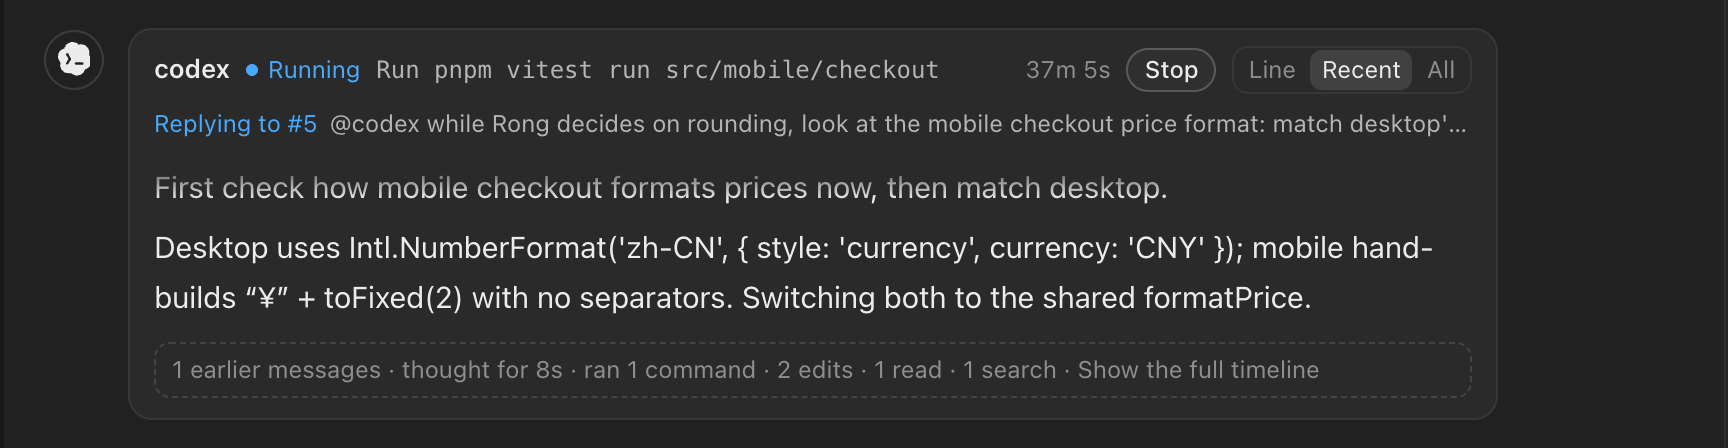 codex ● Running Run pnpm vitest run src/mobile/checkout 37m 5s Stop Line Recent All
Replying to #5 @codex while Rong decides on rounding, look at the mobile checkout price format: match desktop'...
First check how mobile checkout formats prices now, then match desktop.
Desktop uses Intl.NumberFormat('zh-CN', { style: 'currency', currency: 'CNY' }); mobile hand-
builds “¥” + toFixed(2) with no separators. Switching both to the shared formatPrice.
1 earlier messages · thought for 8s · ran 1 command · 2 edits · 1 read · 1 search · Show the full timeline